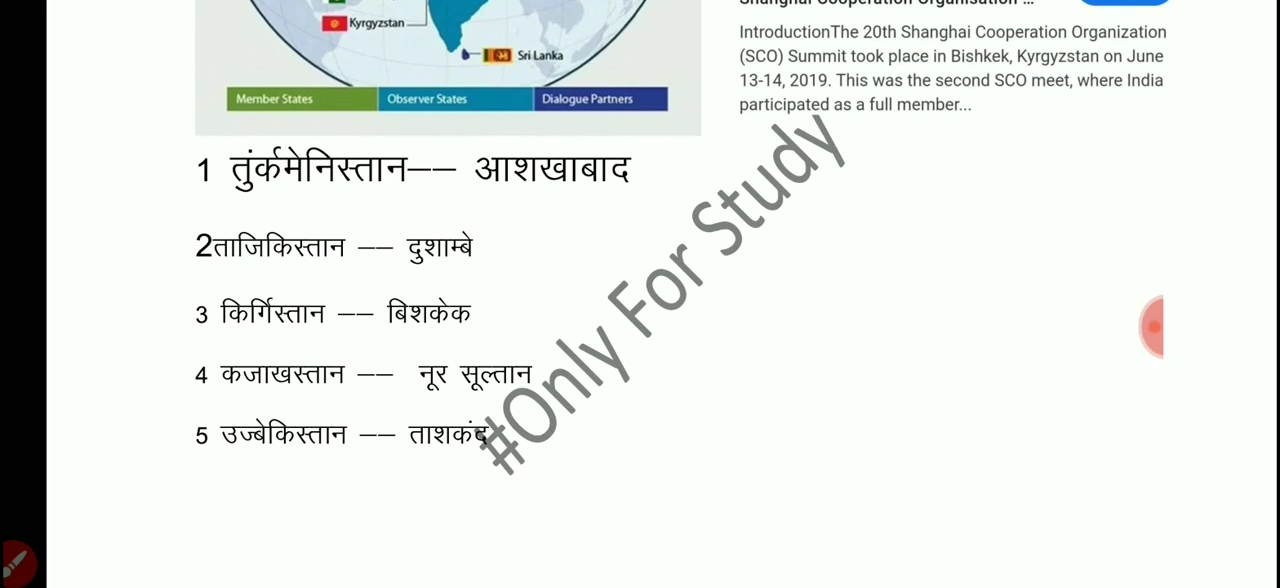 Kyrgyzstan
Sri Lanka
Member States
Observer States
Dialogue Partners
IntroductionThe 20th Shanghai Cooperation Organization
(SCO) Summit took place in Bishkek, Kyrgyzstan on June
13-14, 2019. This was the second SCO meet, where India
participated as a full member...
1 तुंर्कमेनिस्तान–– आशखाबाद
2ताजिकिस्तान –– दुशाम्बे
3 किर्गिस्तान –– बिशकेक
4 कजाखस्तान –– नूर सूल्तान
5 उज्बेकिस्तान –– ताशकंद
#Only For Study